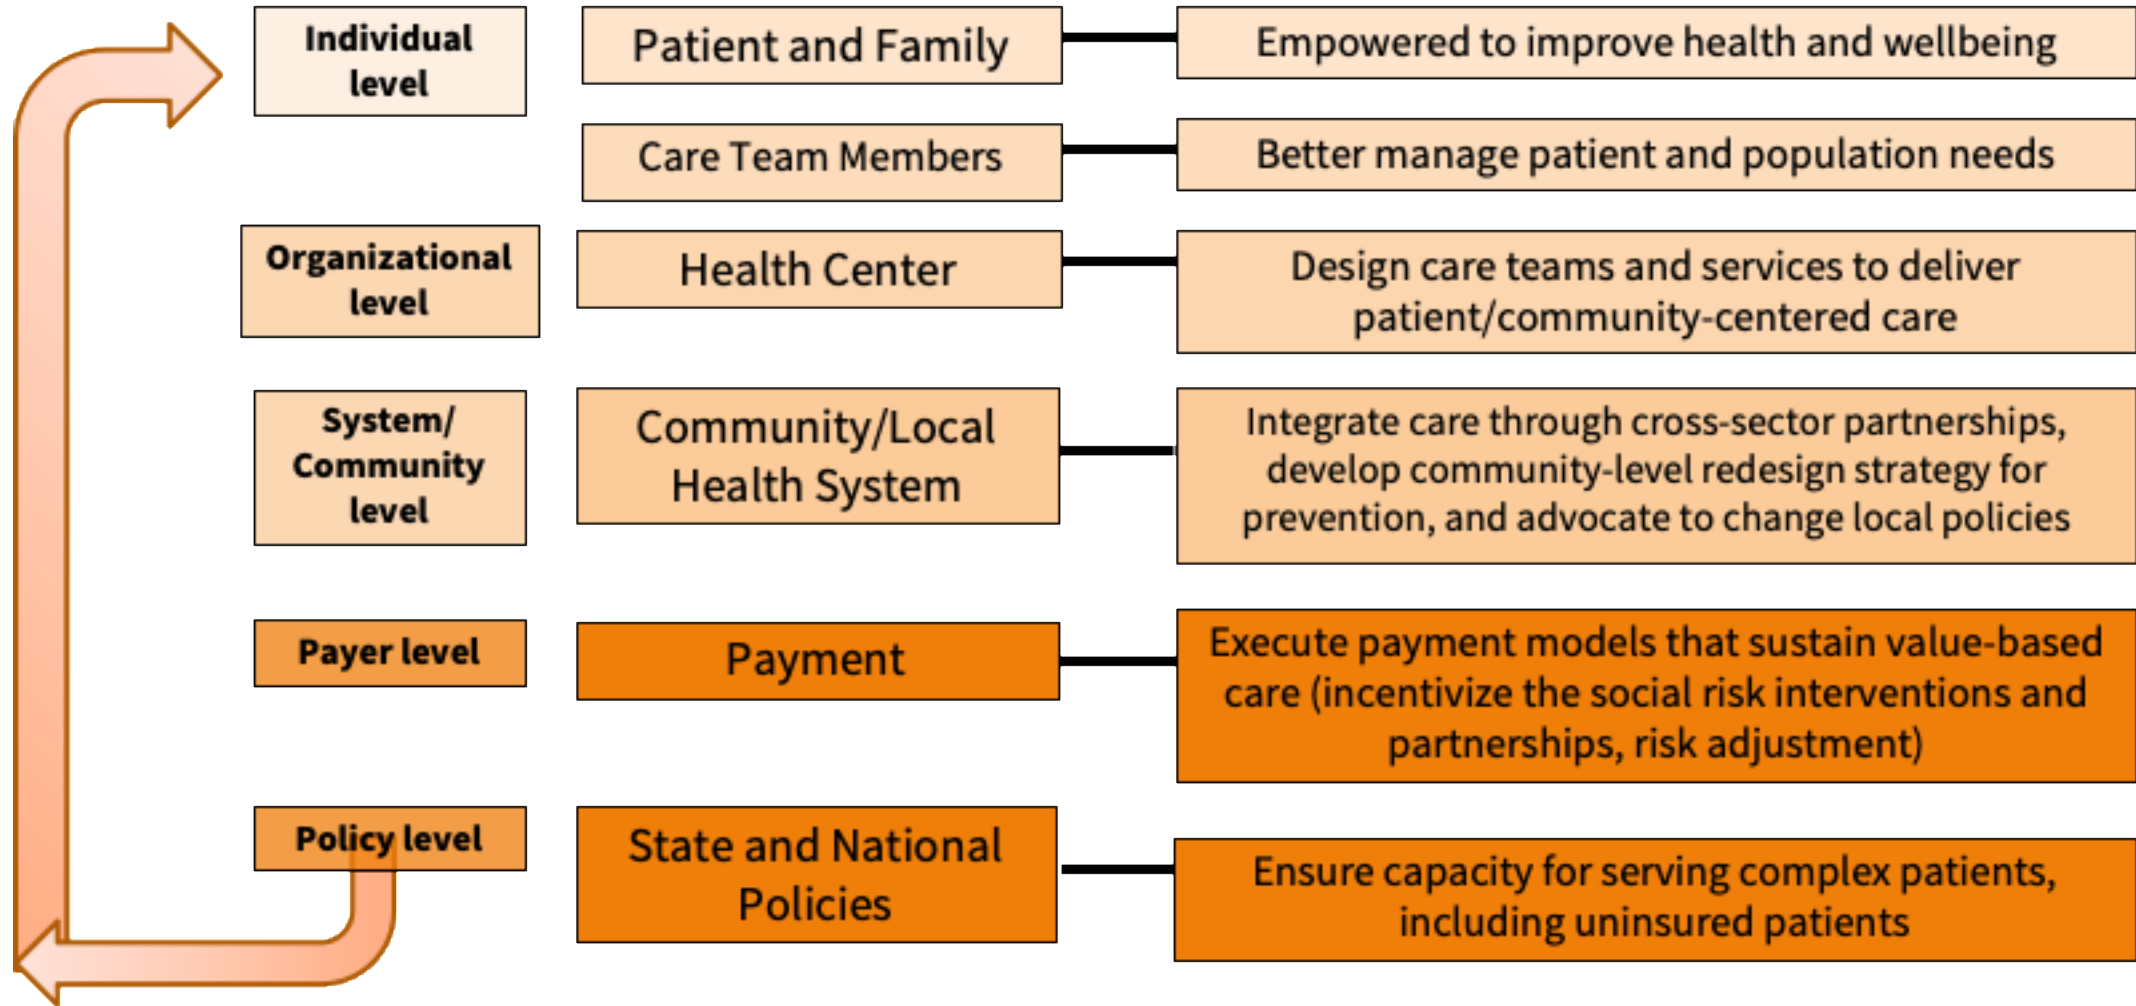 Individual
level
Patient and Family
Empowered to improve health and wellbeing
Care Team Members
Better manage patient and population needs
Organizational
level
Health Center
Design care teams and services to deliver
patient/community-centered care
System/
Community
level
Community/Local
Health System
Integrate care through cross-sector partnerships,
develop community-level redesign strategy for
prevention, and advocate to change local policies
Payer level
Payment
Execute payment models that sustain value-based
care (incentivize the social risk interventions and
partnerships, risk adjustment)
Policy level
State and National
Policies
Ensure capacity for serving complex patients,
including uninsured patients